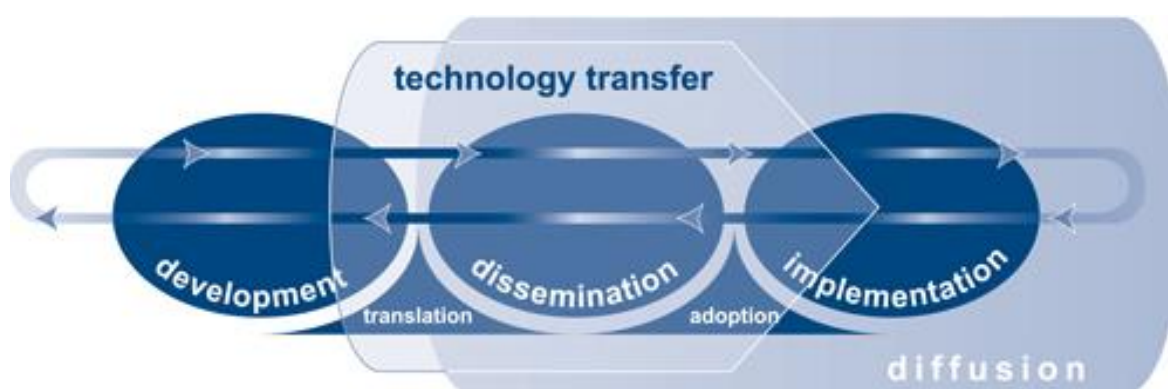 technology transfer
development
dissemination
implementation
translation
adoption
diffusion